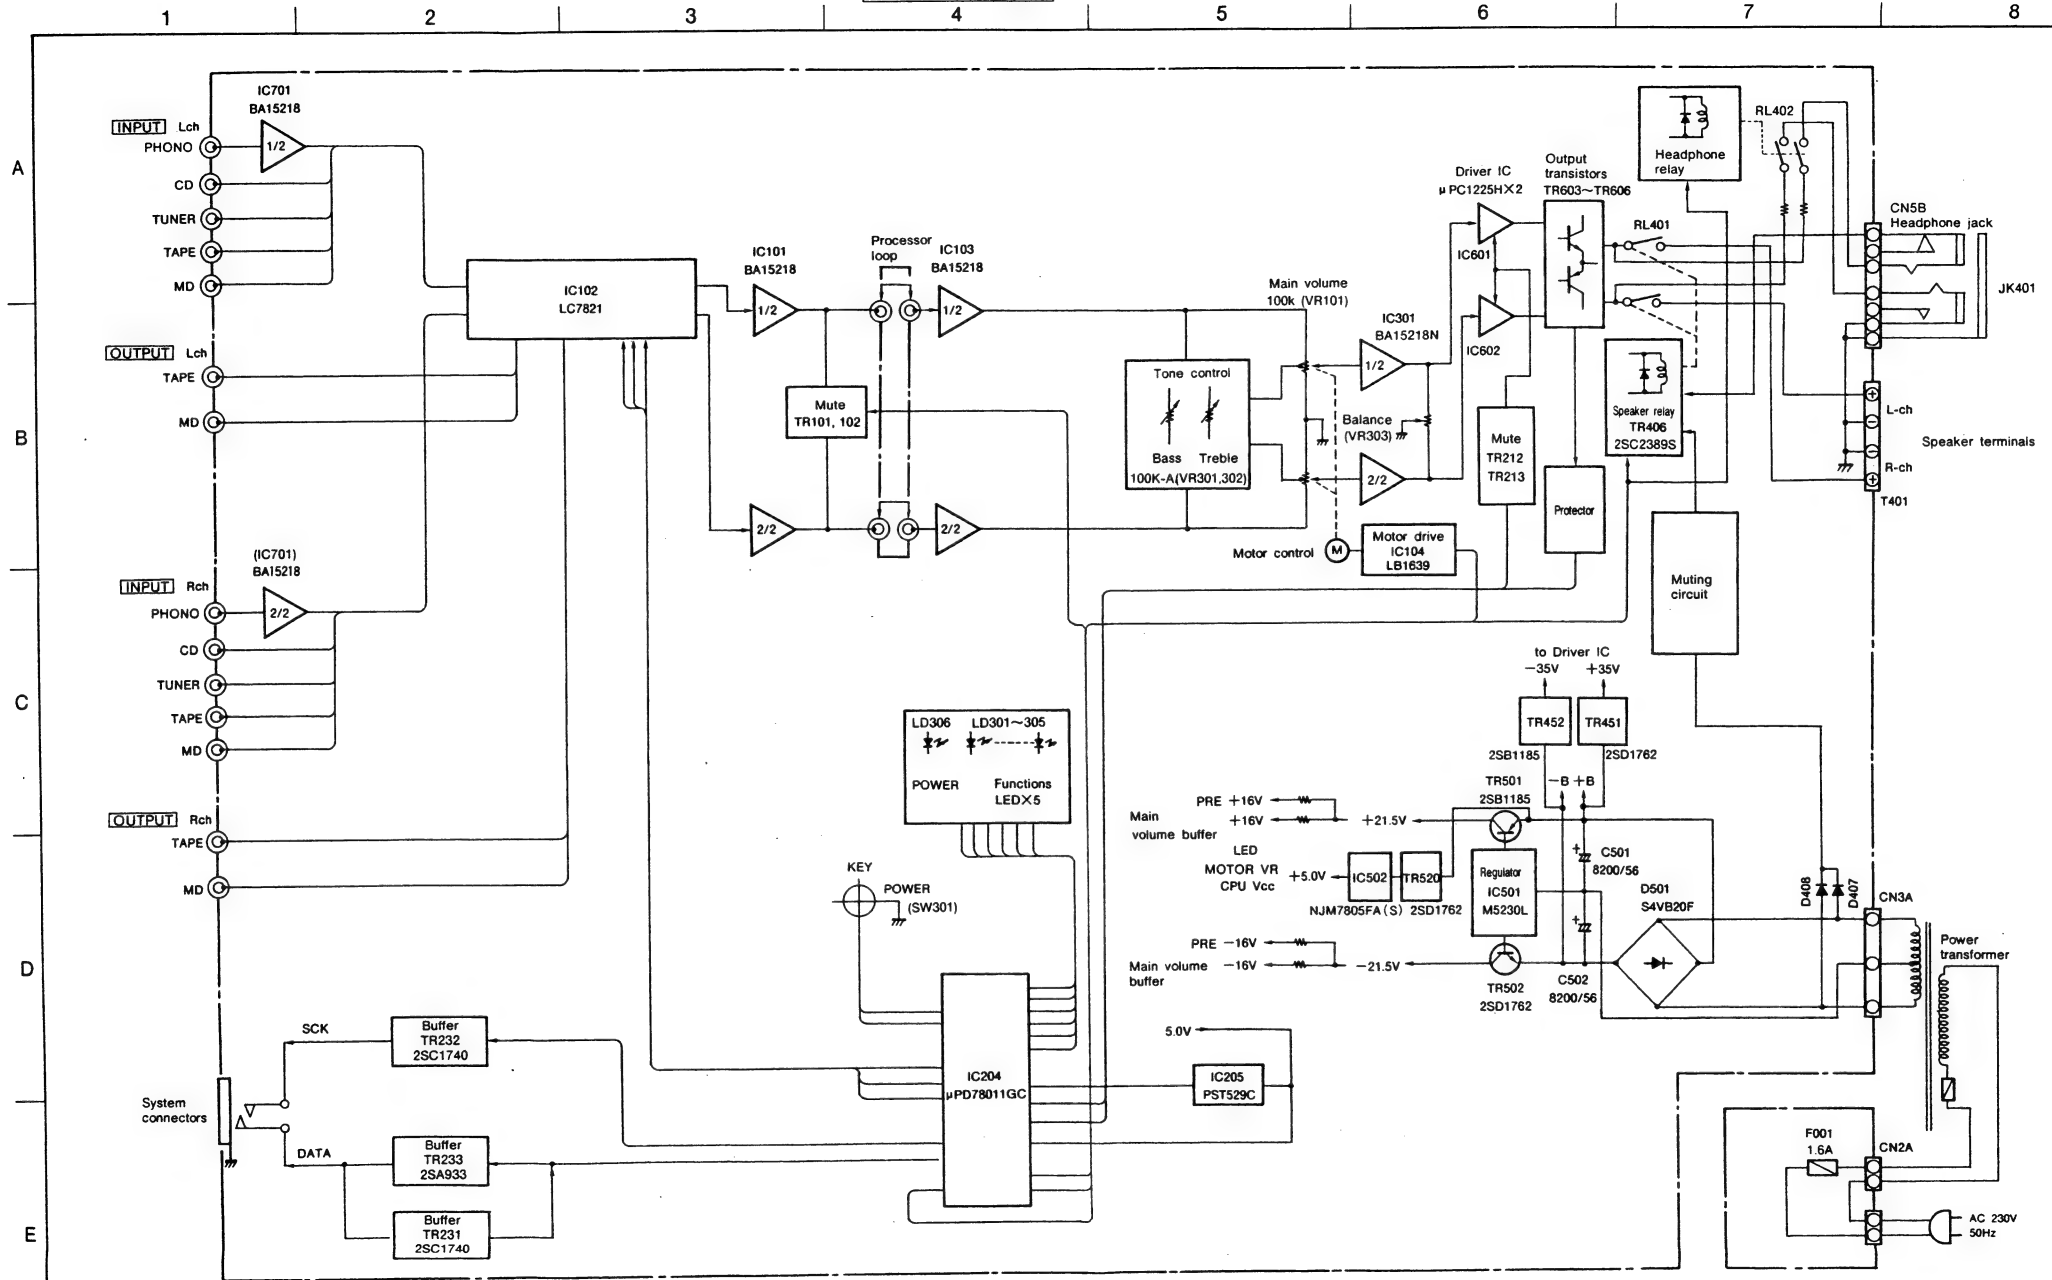 1 2 3 4 5 6 7 8
A
B
C
D
E
IC701
BA15218
INPUT Lch
PHONO
1/2
CD
TUNER
TAPE
MD
OUTPUT Lch
TAPE
MD
(IC701)
BA15218
INPUT Rch
PHONO
2/2
CD
TUNER
TAPE
MD
OUTPUT Rch
TAPE
MD
IC102
LC7821
IC101
BA15218
1/2
Mute
TR101, 102
2/2
Processor
loop
IC103
BA15218
1/2
2/2
Main volume
100k (VR101)
Tone control
Bass Treble
100K-A(VR301,302)
IC301
BA15218N
1/2
Balance
(VR303)
2/2
Motor control
M
Motor drive
IC104
LB1639
Driver IC
μPC1225HX2
IC601
IC602
Output
transistors
TR603~TR606
Mute
TR212
TR213
Protector
RL401
Headphone
relay
RL402
Speaker relay
TR406
2SC2389S
Muting
circuit
CN5B
Headphone jack
JK401
+
L-ch
−
Speaker terminals
−
R-ch
+
T401
to Driver IC
−35V +35V
TR452 TR451
2SB1185 2SD1762
−B +B
TR501
2SB1185
LD306 LD301~305
POWER Functions
LEDX5
KEY
POWER
(SW301)
PRE +16V
Main
volume buffer
+16V
+21.5V
LED
MOTOR VR
CPU Vcc
+5.0V
IC502 TR520
NJM7805FA(S) 2SD1762
Regulator
IC501
M5230L
+
C501
8200/56
+
C502
8200/56
D501
S4VB20F
D408
D407
CN3A
Power
transformer
PRE −16V
Main volume
buffer
−16V
−21.5V
TR502
2SD1762
5.0V
IC205
PST529C
IC204
μPD78011GC
SCK
Buffer
TR232
2SC1740
System
connectors
DATA
Buffer
TR233
2SA933
Buffer
TR231
2SC1740
F001
1.6A
CN2A
AC 230V
50Hz